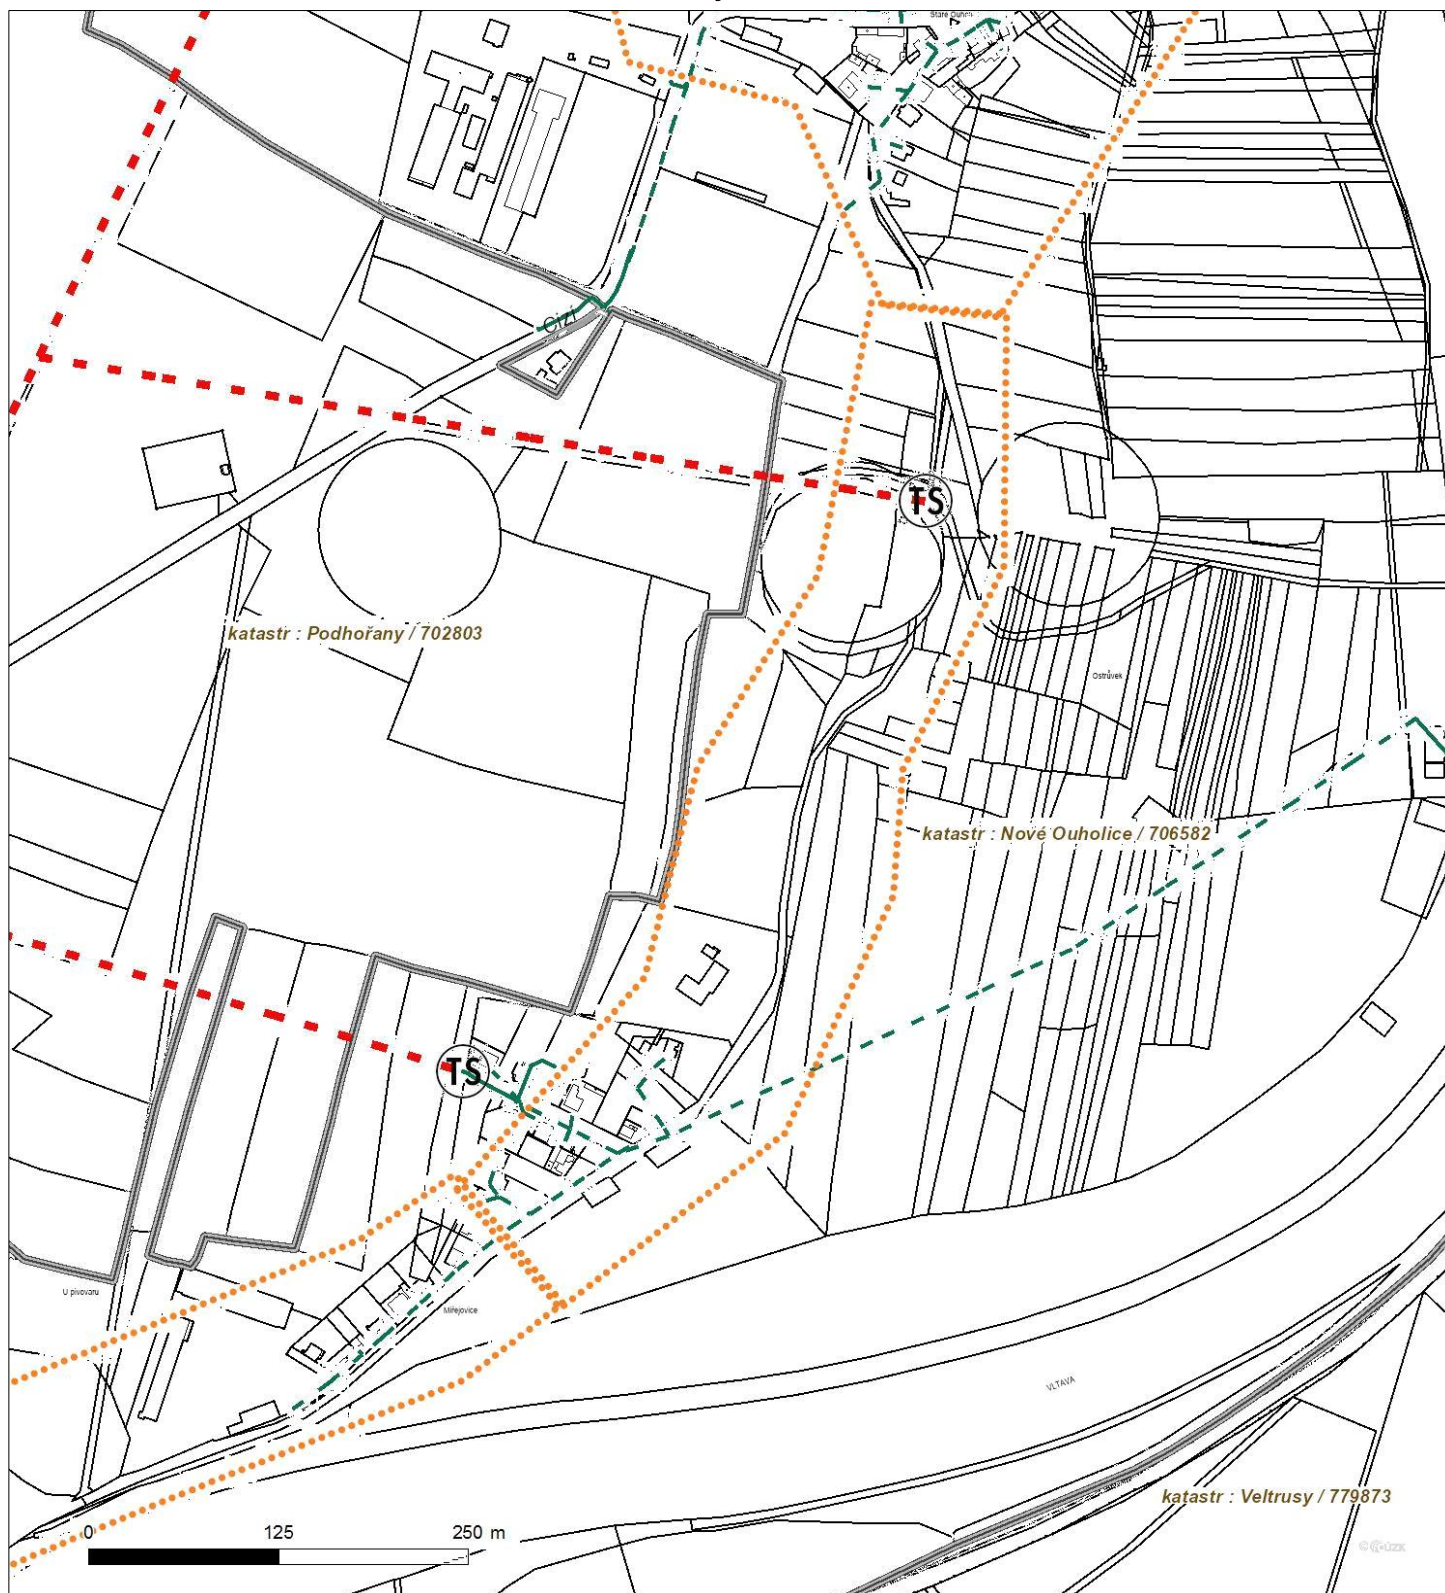 Staré Ouholi
Cizí
TS
katastr : Podhořany / 702803
Ostrůvek
katastr : Nové Ouholice / 706582
TS
U pivovaru
Miřejovice
VLTAVA
katastr : Veltrusy / 779873
0 125 250 m
© ČÚZK